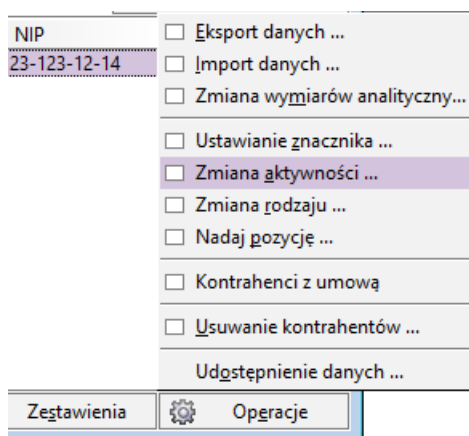 NIP
23-123-12-14
Eksport danych ...
Import danych ...
Zmiana wymiarów analityczny...
Ustawianie znacznika ...
Zmiana aktywności ...
Zmiana rodzaju ...
Nadaj pozycję ...
Kontrahenci z umową
Usuwanie kontrahentów ...
Udostępnienie danych ...
Zestawienia
Operacje